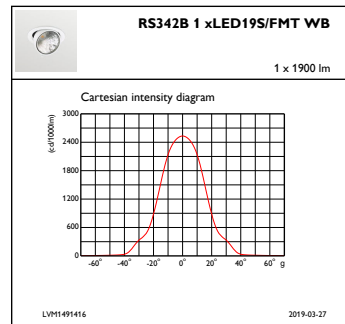 RS342B 1 xLED19S/FMT WB
1 x 1900 lm
Cartesian intensity diagram
(cd/1000lm)
3000
2400
1800
1200
600
0
-60° -40° -20° 0° 20° 40° 60° g
LVM1491416 2019-03-27